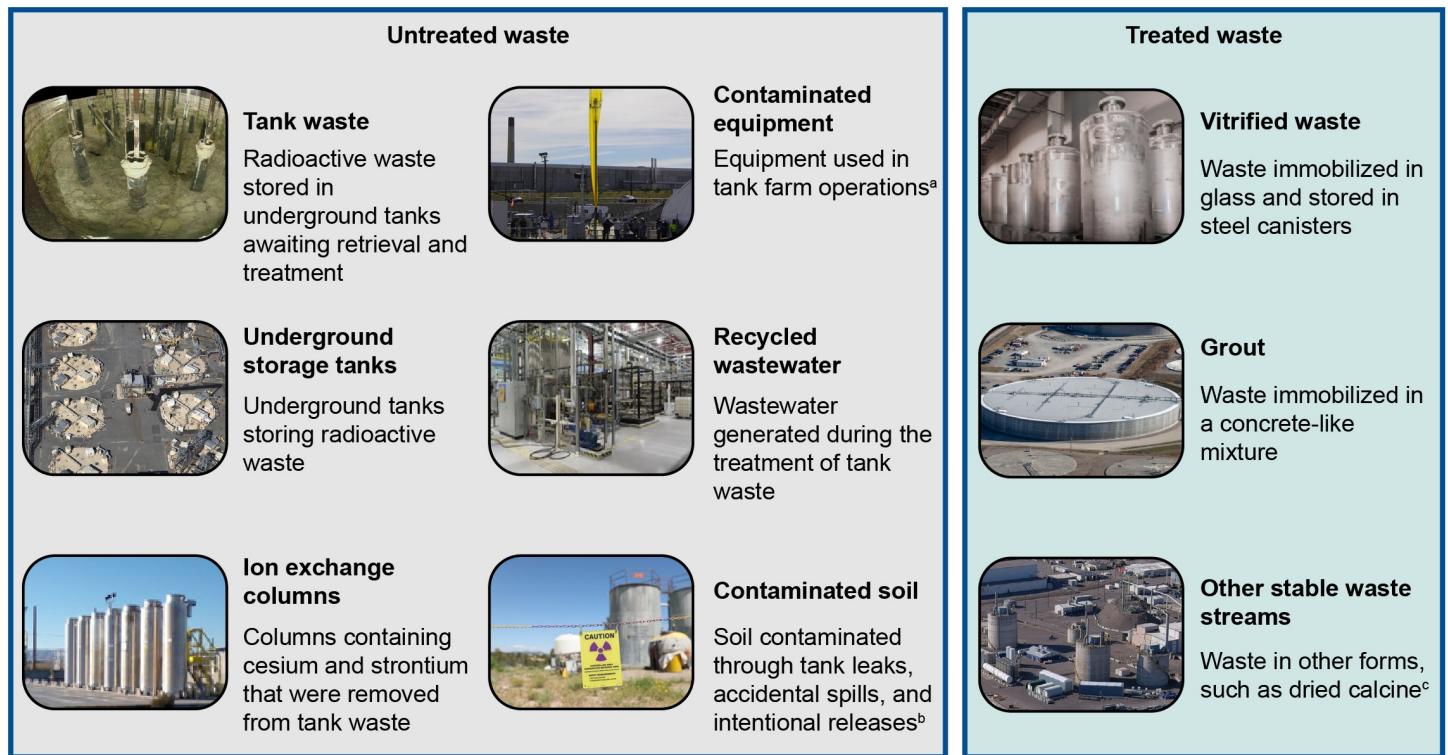 Untreated waste
Tank waste
Radioactive waste
stored in
underground tanks
awaiting retrieval and
treatment
Contaminated
equipment
Equipment used in
tank farm operationsᵃ
Underground
storage tanks
Underground tanks
storing radioactive
waste
Recycled
wastewater
Wastewater
generated during the
treatment of tank
waste
Ion exchange
columns
Columns containing
cesium and strontium
that were removed
from tank waste
CAUTION
Contaminated soil
Soil contaminated
through tank leaks,
accidental spills, and
intentional releasesᵇ
Treated waste
Vitrified waste
Waste immobilized in
glass and stored in
steel canisters
Grout
Waste immobilized in
a concrete-like
mixture
Other stable waste
streams
Waste in other forms,
such as dried calcineᶜ